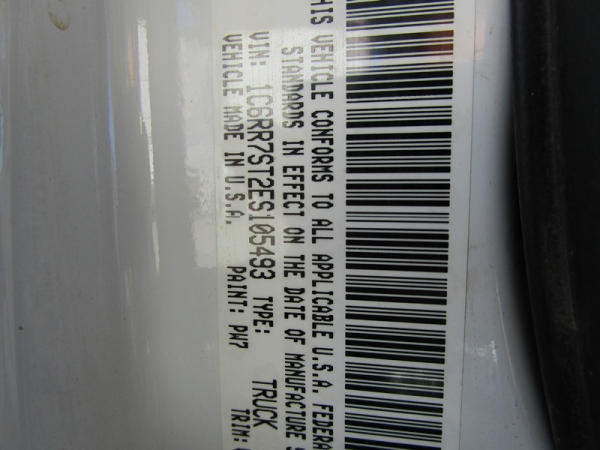 THIS VEHICLE CONFORMS TO ALL APPLICABLE U.S.A. FEDERA
STANDARDS IN EFFECT ON THE DATE OF MANUFACTURE S
VIN: 1C6RR7ST2ES105493 TYPE: TRUCK
VEHICLE MADE IN U.S.A. PAINT: PW7 TRIM: